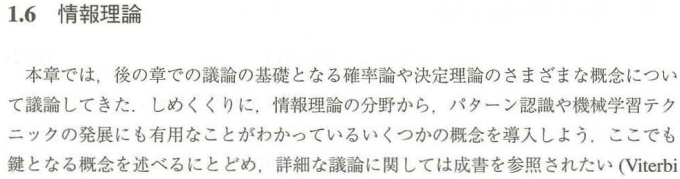 1.6 情報理論
本章では，後の章での議論の基礎となる確率論や決定理論のさまざまな概念につい
て議論してきた．しめくくりに，情報理論の分野から，パターン認識や機械学習テク
ニックの発展にも有用なことがわかっているいくつかの概念を導入しよう．ここでも
鍵となる概念を述べるにとどめ，詳細な議論に関しては成書を参照されたい (Viterbi